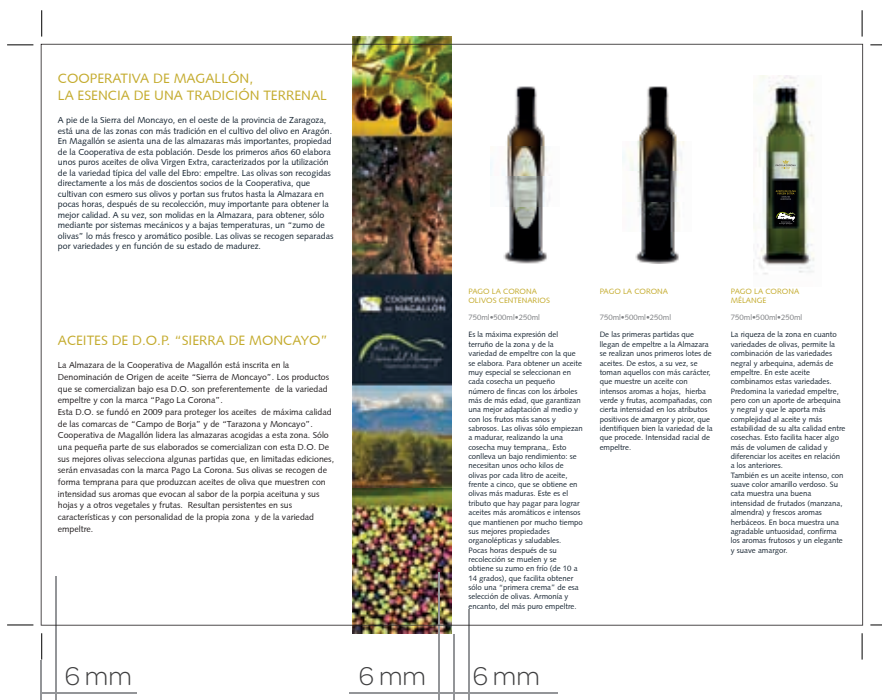 COOPERATIVA DE MAGALLÓN,
LA ESENCIA DE UNA TRADICIÓN TERRENAL
A pie de la Sierra del Moncayo, en el oeste de la provincia de Zaragoza,
está una de las zonas con más tradición en el cultivo del olivo en Aragón.
En Magallón se asienta una de las almazaras más importantes, propiedad
de la Cooperativa de esta población. Desde los primeros años 60 elabora
unos puros aceites de oliva Virgen Extra, caracterizados por la utilización
de la variedad típica del valle del Ebro: empeltre. Las olivas son recogidas
directamente a los más de doscientos socios de la Cooperativa, que
cultivan con esmero sus olivos y portan sus frutos hasta la Almazara en
pocas horas, después de su recolección, muy importante para obtener la
mejor calidad. A su vez, son molidas en la Almazara, para obtener, sólo
mediante por sistemas mecánicos y a bajas temperaturas, un “zumo de
olivas” lo más fresco y aromático posible. Las olivas se recogen separadas
por variedades y en función de su estado de madurez.
ACEITES DE D.O.P. “SIERRA DE MONCAYO”
La Almazara de la Cooperativa de Magallón está inscrita en la
Denominación de Origen de aceite “Sierra de Moncayo”. Los productos
que se comercializan bajo esa D.O. son preferentemente de la variedad
empeltre y con la marca “Pago La Corona”.
Esta D.O. se fundó en 2009 para proteger los aceites de máxima calidad
de las comarcas de “Campo de Borja” y de “Tarazona y Moncayo”.
Cooperativa de Magallón lidera las almazaras acogidas a esta zona. Sólo
una pequeña parte de sus elaborados se comercializan con esta D.O. De
sus mejores olivas selecciona algunas partidas que, en limitadas ediciones,
serán envasadas con la marca Pago La Corona. Sus olivas se recogen de
forma temprana para que produzcan aceites de oliva que muestren con
intensidad sus aromas que evocan al sabor de la porpia aceituna y sus
hojas y a otros vegetales y frutas. Resultan persistentes en sus
características y con personalidad de la propia zona y de la variedad
empeltre.
COOPERATIVA
DE MAGALLÓN
Aceite
Sierra del Moncayo
PAGO LA CORONA
OLIVOS CENTENARIOS
750ml•500ml•250ml
Es la máxima expresión del
terruño de la zona y de la
variedad de empeltre con la que
se elabora. Para obtener un aceite
muy especial se seleccionan en
cada cosecha un pequeño
número de fincas con los árboles
más de más edad, que garantizan
una mejor adaptación al medio y
con los frutos más sanos y
sabrosos. Las olivas sólo empiezan
a madurar, realizando la una
cosecha muy temprana,. Esto
conlleva un bajo rendimiento: se
necesitan unos ocho kilos de
olivas por cada litro de aceite,
frente a cinco, que se obtiene en
olivas más maduras. Este es el
tributo que hay pagar para lograr
aceites más aromáticos e intensos
que mantienen por mucho tiempo
sus mejores propiedades
organolépticas y saludables.
Pocas horas después de su
recolección se muelen y se
obtiene su zumo en frío (de 10 a
14 grados), que facilita obtener
sólo una “primera crema” de esa
selección de olivas. Armonía y
encanto, del más puro empeltre.
PAGO LA CORONA
750ml•500ml•250ml
De las primeras partidas que
llegan de empeltre a la Almazara
se realizan unos primeros lotes de
aceites. De estos, a su vez, se
toman aquellos con más carácter,
que muestre un aceite con
intensos aromas a hojas, hierba
verde y frutas, acompañadas, con
cierta intensidad en los atributos
positivos de amargor y picor, que
identifiquen bien la variedad de la
que procede. Intensidad racial de
empeltre.
PAGO LA CORONA
MÉLANGE
750ml•500ml•250ml
La riqueza de la zona en cuanto
variedades de olivas, permite la
combinación de las variedades
negral y arbequina, además de
empeltre. En este aceite
combinamos estas variedades.
Predomina la variedad empeltre,
pero con un aporte de arbequina
y negral y que le aporta más
complejidad al aceite y más
estabilidad de su alta calidad entre
cosechas. Esto facilita hacer algo
más de volumen de calidad y
diferenciar los aceites en relación
a los anteriores.
También es un aceite intenso, con
suave color amarillo verdoso. Su
cata muestra una buena
intensidad de frutados (manzana,
almendra) y frescos aromas
herbáceos. En boca muestra una
agradable untuosidad, confirma
los aromas frutosos y un elegante
y suave amargor.
6 mm
6 mm
6 mm